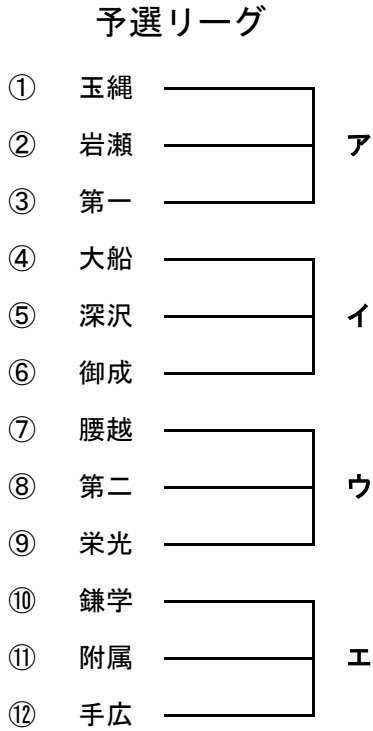 予選リーグ
① 玉縄
② 岩瀬 ア
③ 第一
④ 大船
⑤ 深沢 イ
⑥ 御成
⑦ 腰越
⑧ 第二 ウ
⑨ 栄光
⑩ 鎌学
⑪ 附属 エ
⑫ 手広